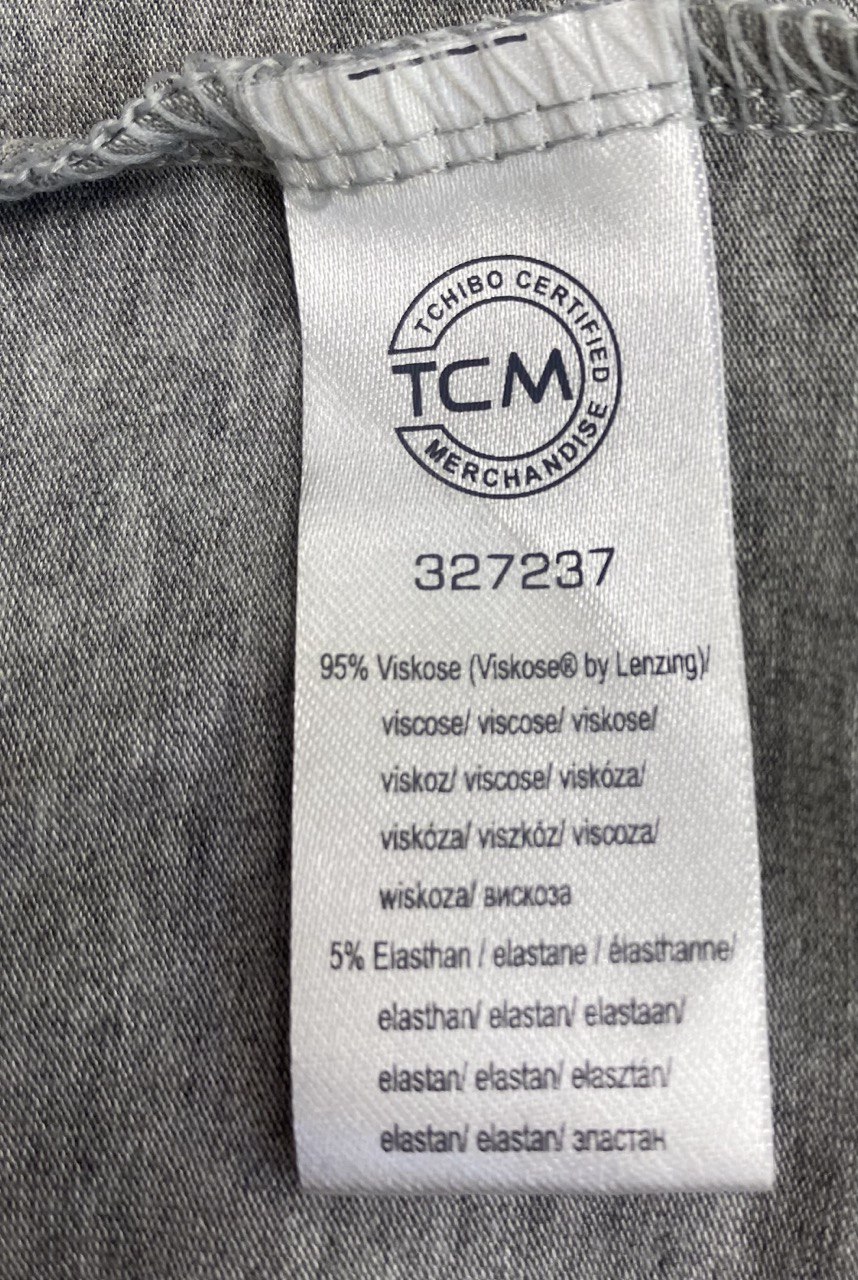 TCHIBO CERTIFIED
TCM
MERCHANDISE
327237
95% Viskose (Viskose® by Lenzing)/
viscose/ viscose/ viskose/
viskoz/ viscose/ viskóza/
viskóza/ viszkóz/ viscoza/
wiskoza/ вискоза
5% Elasthan / elastane / élasthanne/
elasthan/ elastan/ elastaan/
elastan/ elastan/ elasztán/
elastan/ elastan/ эластан